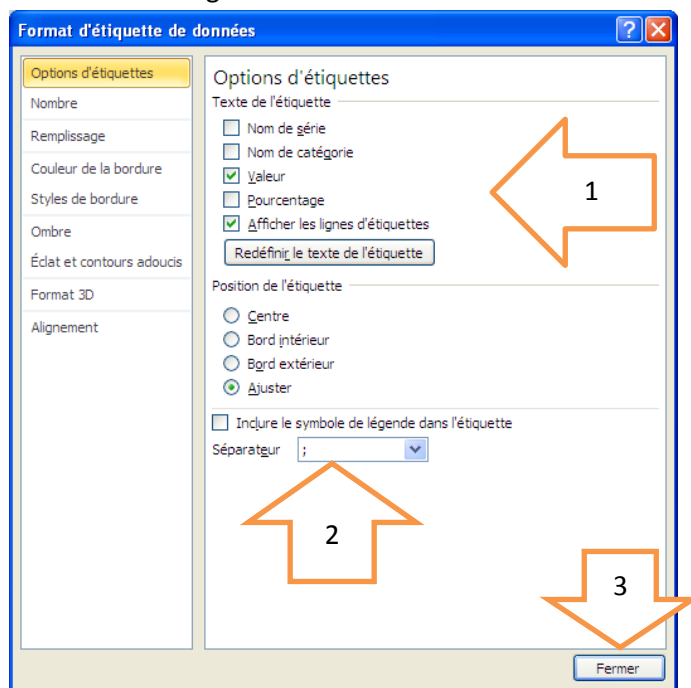 Format d'étiquette de données
Options d'étiquettes
Nombre
Remplissage
Couleur de la bordure
Styles de bordure
Ombre
Éclat et contours adoucis
Format 3D
Alignement
Options d'étiquettes
Texte de l'étiquette
Nom de série
Nom de catégorie
Valeur
Pourcentage
Afficher les lignes d'étiquettes
Redéfinir le texte de l'étiquette
Position de l'étiquette
Centre
Bord intérieur
Bord extérieur
Ajuster
Inclure le symbole de légende dans l'étiquette
Séparateur ;
1
2
3
Fermer